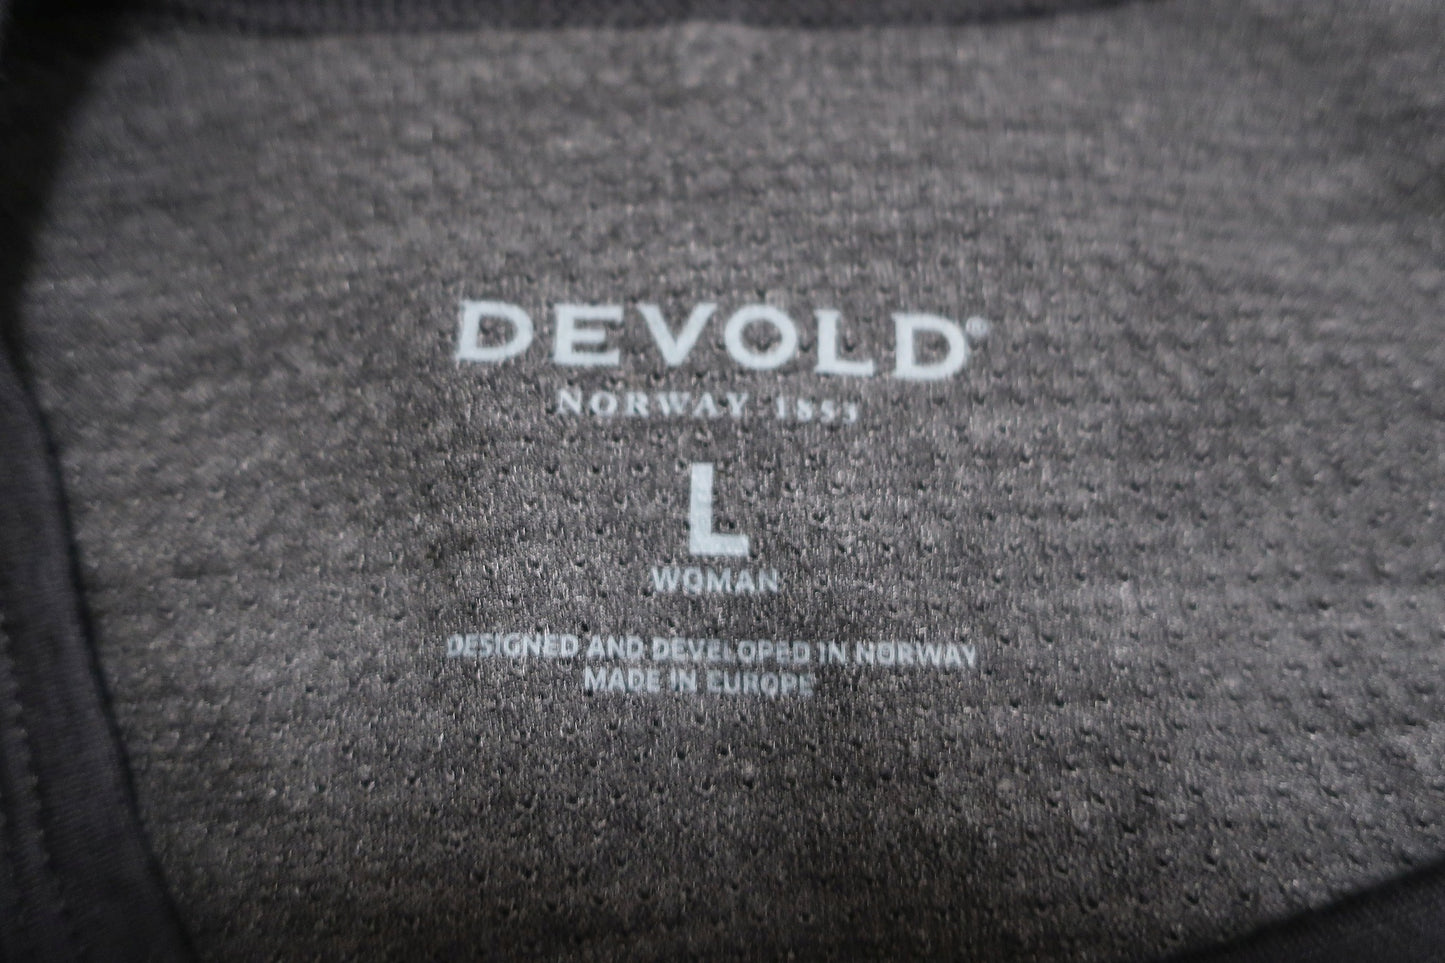 DEVOLD®
NORWAY 1853
L
WOMAN
DESIGNED AND DEVELOPED IN NORWAY
MADE IN EUROPE